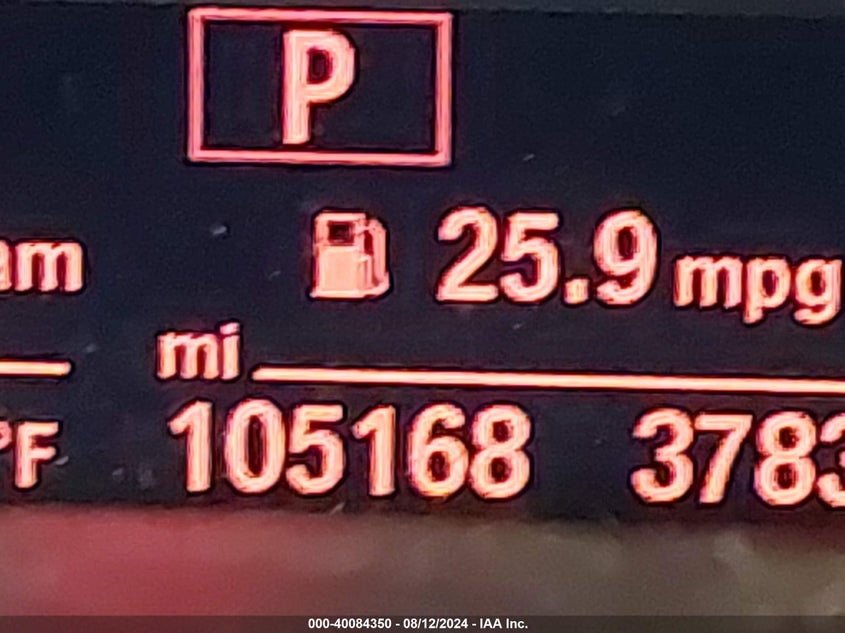 P
am
25.9 mpg
mi
°F 105168 3783
000-40084350 - 08/12/2024 - IAA Inc.